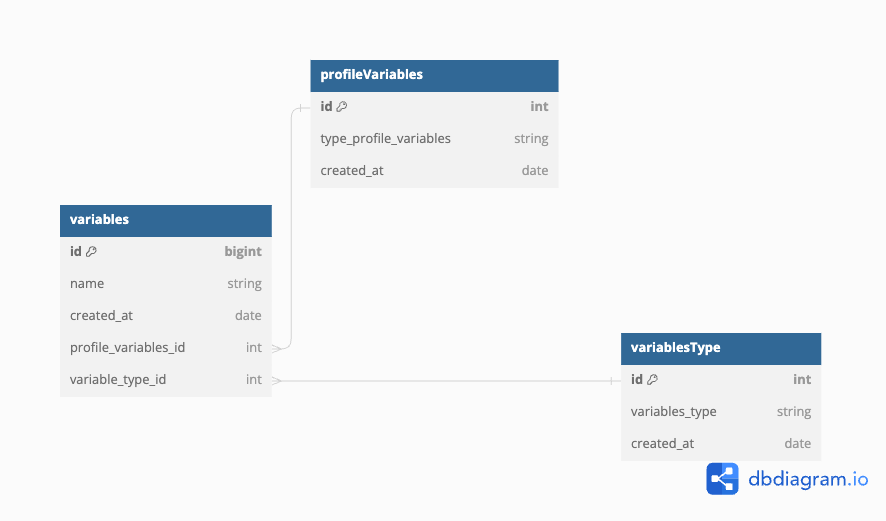 profileVariables
id int
type_profile_variables string
created_at date
variables
id bigint
name string
created_at date
profile_variables_id int
variable_type_id int
variablesType
id int
variables_type string
created_at date
dbdiagram.io